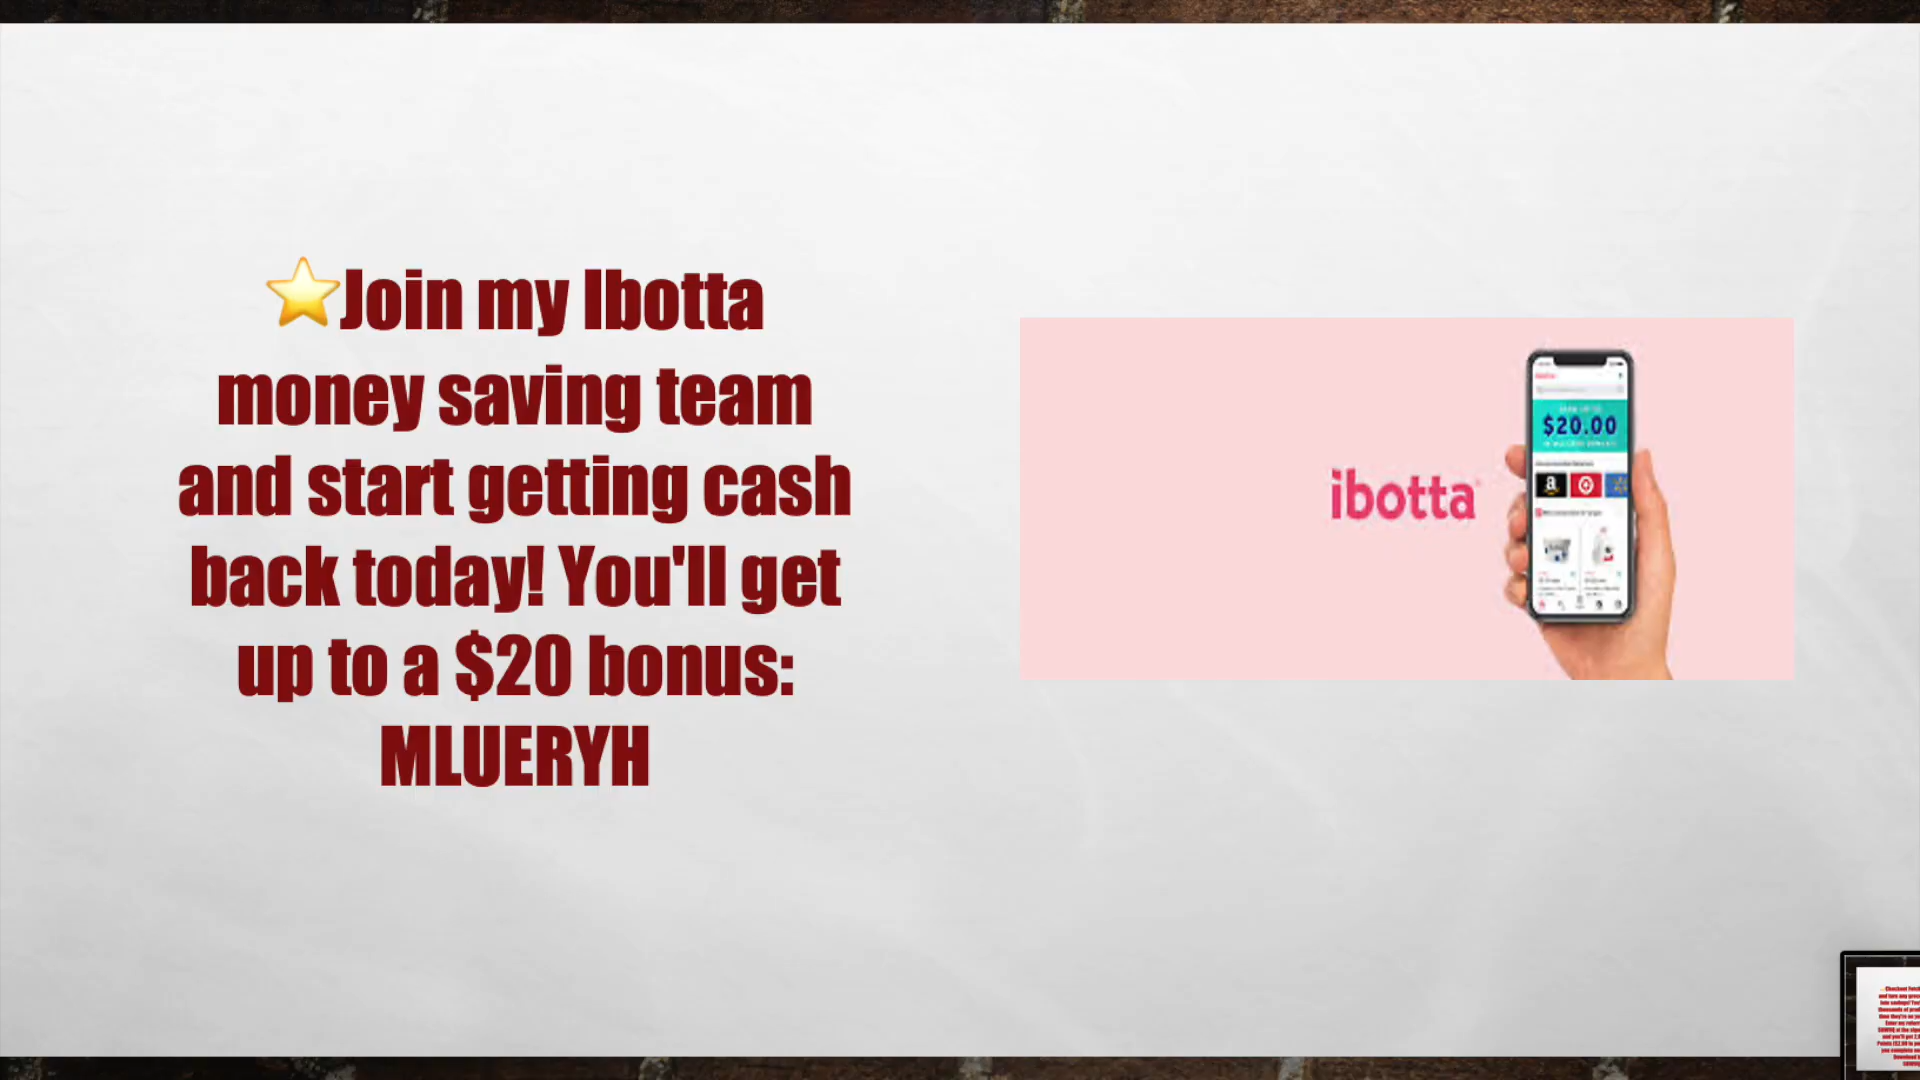 ⭐Join my Ibotta
money saving team
and start getting cash
back today! You'll get
up to a $20 bonus:
MLUERYH
ibotta
$20.00